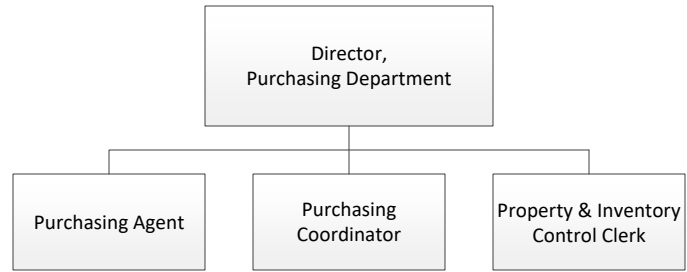 Director,
Purchasing Department
Purchasing Agent
Purchasing
Coordinator
Property & Inventory
Control Clerk